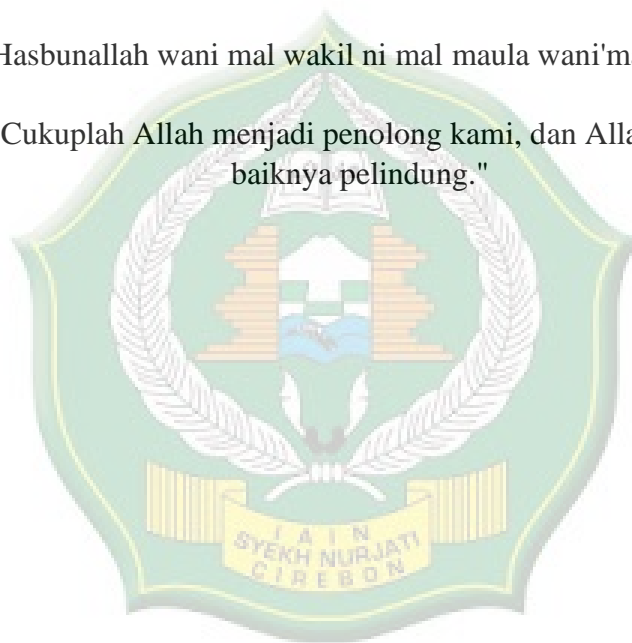 Hasbunallah wani mal wakil ni mal maula wani'ma
Cukuplah Allah menjadi penolong kami, dan Alla
baiknya pelindung."
I A I N
SYEKH NURJATI
CIREBON